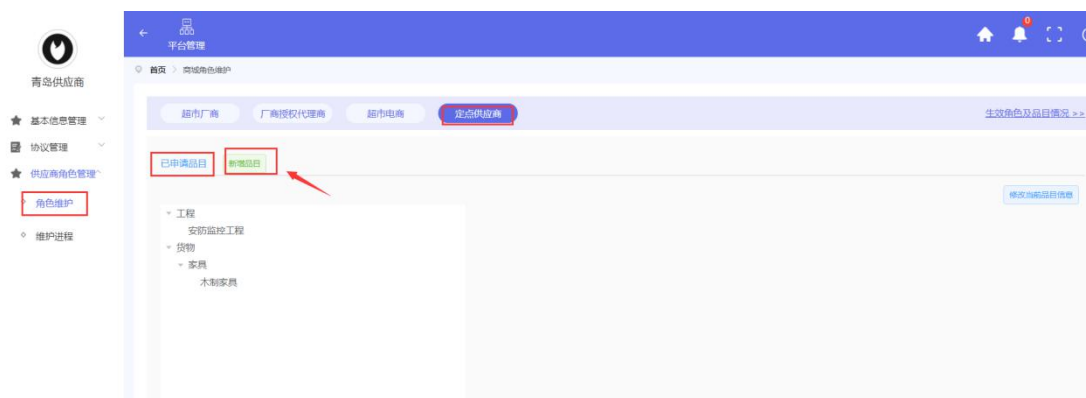 0
平台管理
首页 > 商城角色维护
青岛供应商
超市厂商 厂商授权代理商 超市电商 定点供应商 生效角色及品目情况 >>
基本信息管理
协议管理
供应商角色管理
角色维护
维护进程
已申请品目 新增品目
修改当前品目信息
工程
安防监控工程
货物
家具
木制家具